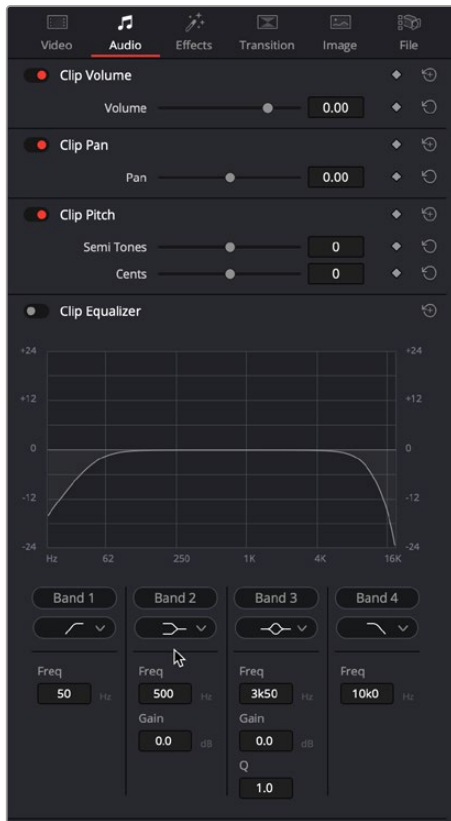 Video Audio Effects Transition Image File
Clip Volume
Volume 0.00
Clip Pan
Pan 0.00
Clip Pitch
Semi Tones 0
Cents 0
Clip Equalizer
+24 +24
+12 +12
0 0
-12 -12
-24 -24
Hz 62 250 1K 4K 16K
Band 1 Band 2 Band 3 Band 4
Freq Freq Freq Freq
50 Hz 500 Hz 3k50 Hz 10k0 Hz
Gain Gain
0.0 dB 0.0 dB
Q
1.0